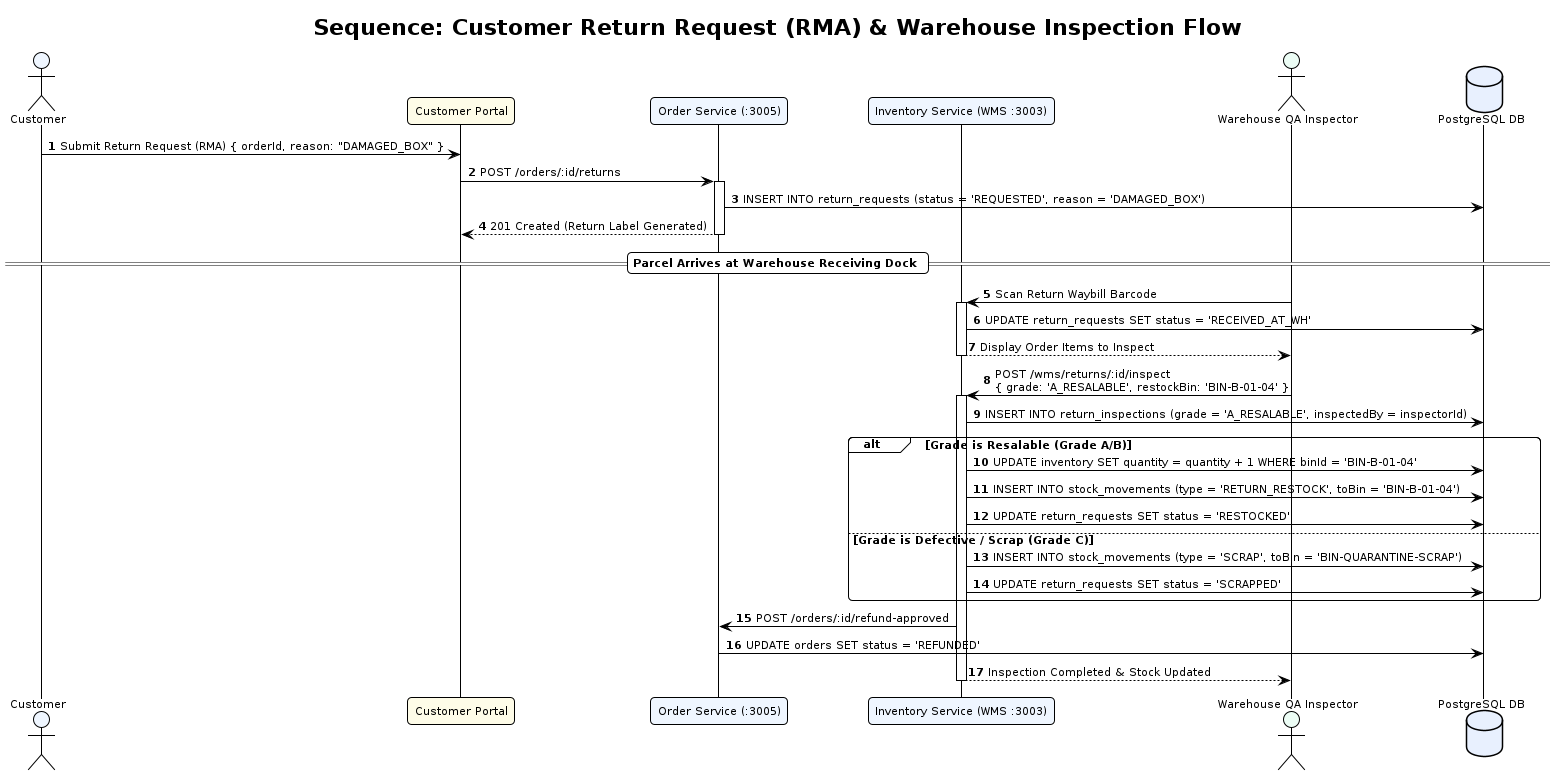 Sequence: Customer Return Request (RMA) & Warehouse Inspection Flow
Customer
Customer Portal
Order Service (:3005)
Inventory Service (WMS :3003)
Warehouse QA Inspector
PostgreSQL DB
1 Submit Return Request (RMA) { orderId, reason: "DAMAGED_BOX" }
2 POST /orders/:id/returns
3 INSERT INTO return_requests (status = 'REQUESTED', reason = 'DAMAGED_BOX')
4 201 Created (Return Label Generated)
Parcel Arrives at Warehouse Receiving Dock
5 Scan Return Waybill Barcode
6 UPDATE return_requests SET status = 'RECEIVED_AT_WH'
7 Display Order Items to Inspect
8 POST /wms/returns/:id/inspect
{ grade: 'A_RESALABLE', restockBin: 'BIN-B-01-04' }
9 INSERT INTO return_inspections (grade = 'A_RESALABLE', inspectedBy = inspectorId)
alt [Grade is Resalable (Grade A/B)]
10 UPDATE inventory SET quantity = quantity + 1 WHERE binId = 'BIN-B-01-04'
11 INSERT INTO stock_movements (type = 'RETURN_RESTOCK', toBin = 'BIN-B-01-04')
12 UPDATE return_requests SET status = 'RESTOCKED'
[Grade is Defective / Scrap (Grade C)]
13 INSERT INTO stock_movements (type = 'SCRAP', toBin = 'BIN-QUARANTINE-SCRAP')
14 UPDATE return_requests SET status = 'SCRAPPED'
15 POST /orders/:id/refund-approved
16 UPDATE orders SET status = 'REFUNDED'
17 Inspection Completed & Stock Updated
Customer
Customer Portal
Order Service (:3005)
Inventory Service (WMS :3003)
Warehouse QA Inspector
PostgreSQL DB